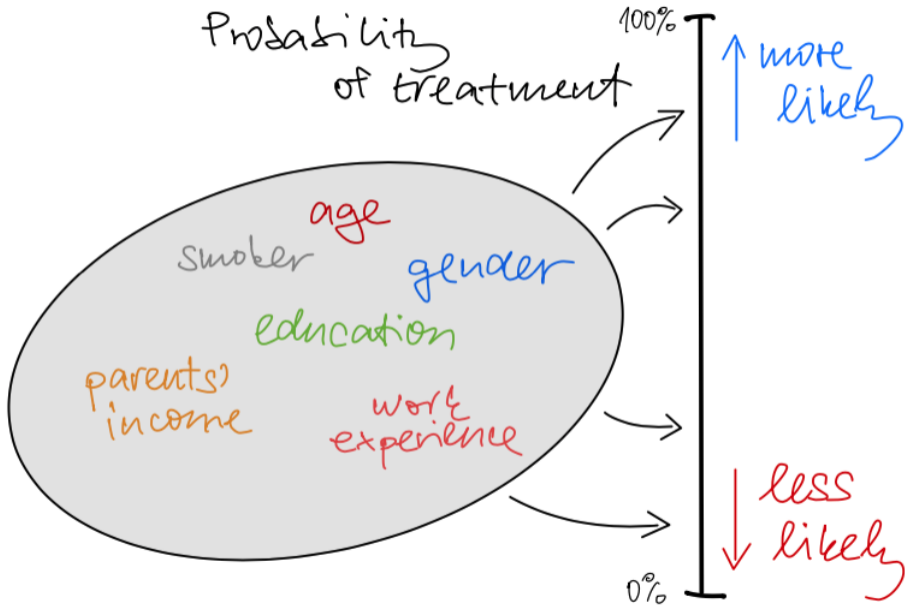 Probability
of treatment
100%
more
likely
age
smoker
gender
education
parents'
income
work
experience
less
likely
0%